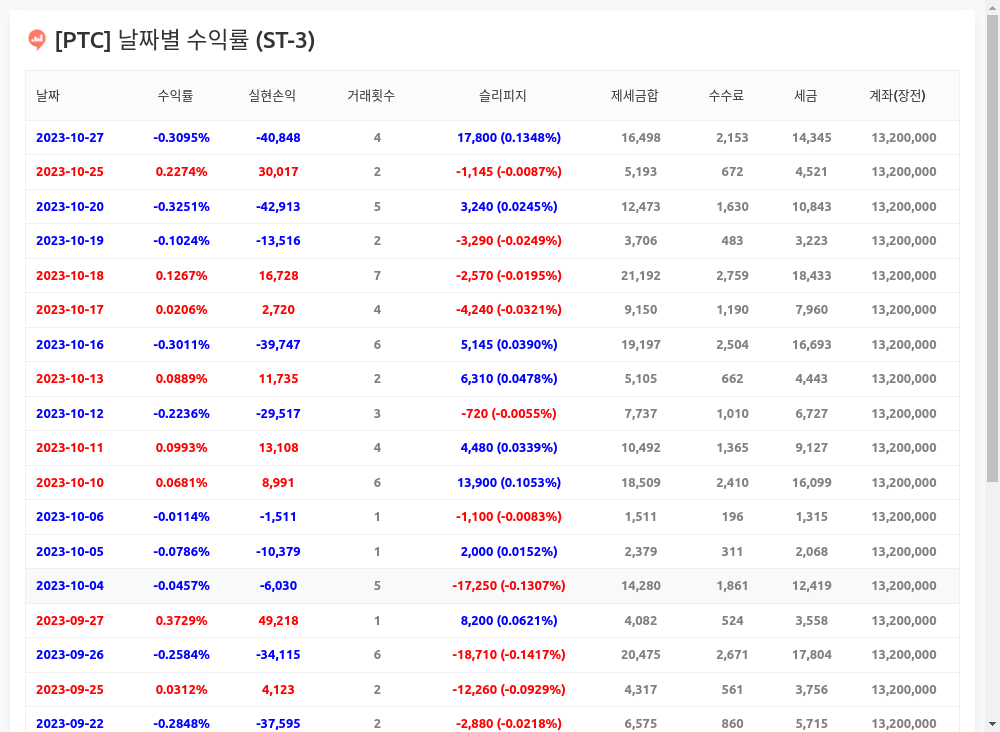 [PTC] 날짜별 수익률 (ST-3)
날짜 수익률 실현손익 거래횟수 슬리피지 제세금합 수수료 세금 계좌(장전)
2023-10-27 -0.3095% -40,848 4 17,800 (0.1348%) 16,498 2,153 14,345 13,200,000
2023-10-25 0.2274% 30,017 2 -1,145 (-0.0087%) 5,193 672 4,521 13,200,000
2023-10-20 -0.3251% -42,913 5 3,240 (0.0245%) 12,473 1,630 10,843 13,200,000
2023-10-19 -0.1024% -13,516 2 -3,290 (-0.0249%) 3,706 483 3,223 13,200,000
2023-10-18 0.1267% 16,728 7 -2,570 (-0.0195%) 21,192 2,759 18,433 13,200,000
2023-10-17 0.0206% 2,720 4 -4,240 (-0.0321%) 9,150 1,190 7,960 13,200,000
2023-10-16 -0.3011% -39,747 6 5,145 (0.0390%) 19,197 2,504 16,693 13,200,000
2023-10-13 0.0889% 11,735 2 6,310 (0.0478%) 5,105 662 4,443 13,200,000
2023-10-12 -0.2236% -29,517 3 -720 (-0.0055%) 7,737 1,010 6,727 13,200,000
2023-10-11 0.0993% 13,108 4 4,480 (0.0339%) 10,492 1,365 9,127 13,200,000
2023-10-10 0.0681% 8,991 6 13,900 (0.1053%) 18,509 2,410 16,099 13,200,000
2023-10-06 -0.0114% -1,511 1 -1,100 (-0.0083%) 1,511 196 1,315 13,200,000
2023-10-05 -0.0786% -10,379 1 2,000 (0.0152%) 2,379 311 2,068 13,200,000
2023-10-04 -0.0457% -6,030 5 -17,250 (-0.1307%) 14,280 1,861 12,419 13,200,000
2023-09-27 0.3729% 49,218 1 8,200 (0.0621%) 4,082 524 3,558 13,200,000
2023-09-26 -0.2584% -34,115 6 -18,710 (-0.1417%) 20,475 2,671 17,804 13,200,000
2023-09-25 0.0312% 4,123 2 -12,260 (-0.0929%) 4,317 561 3,756 13,200,000
2023-09-22 -0.2848% -37,595 2 -2,880 (-0.0218%) 6,575 860 5,715 13,200,000